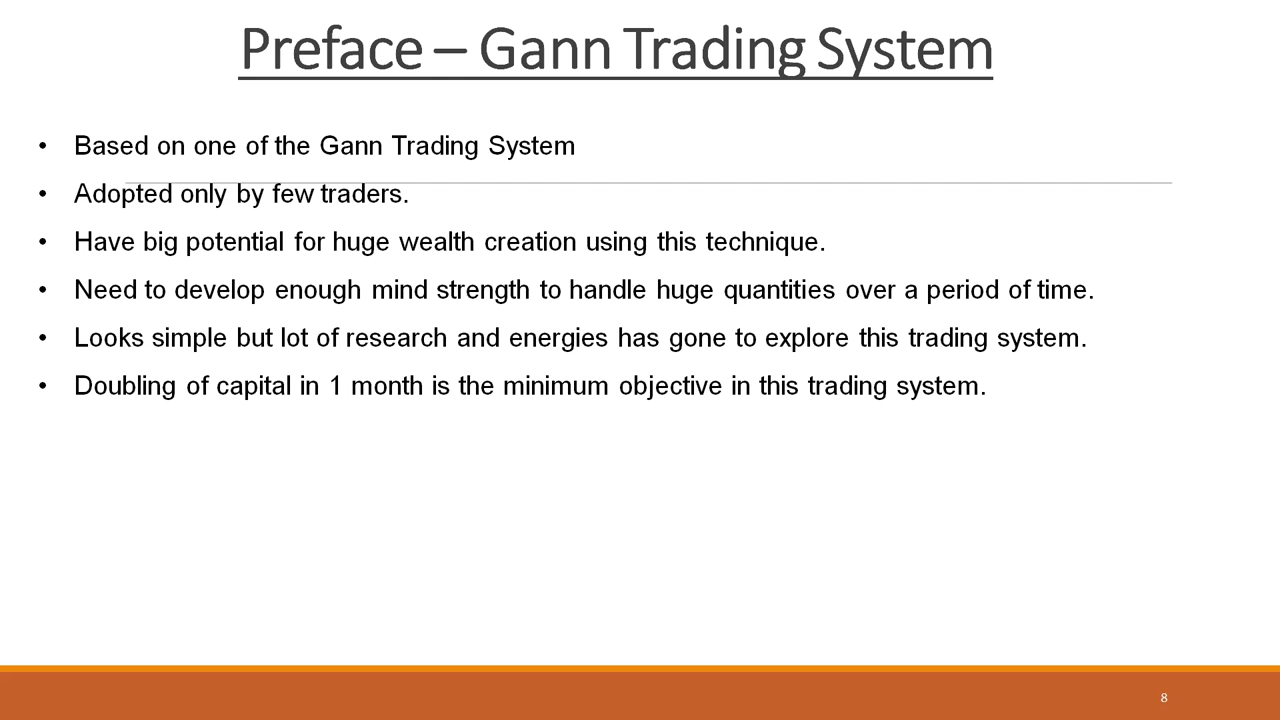 Preface – Gann Trading System
• Based on one of the Gann Trading System
• Adopted only by few traders.
• Have big potential for huge wealth creation using this technique.
• Need to develop enough mind strength to handle huge quantities over a period of time.
• Looks simple but lot of research and energies has gone to explore this trading system.
• Doubling of capital in 1 month is the minimum objective in this trading system.
8